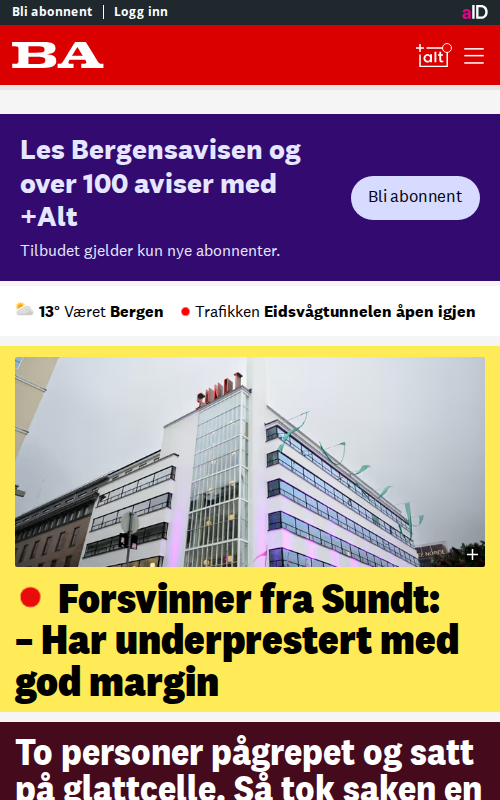 Bli abonnent
Logg inn
aID
BA
+alt
Les Bergensavisen og
over 100 aviser med
+Alt
Tilbudet gjelder kun nye abonnenter.
Bli abonnent
13° Været Bergen
Trafikken Eidsvågtunnelen åpen igjen
SUNDT
+
Forsvinner fra Sundt:
– Har underprestert med
god margin
To personer pågrepet og satt
på glattcelle. Så tok saken en